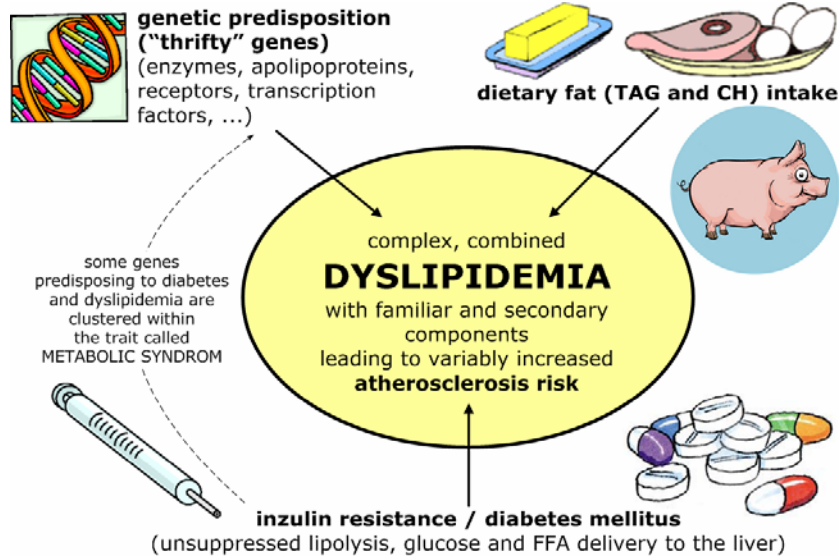 genetic predisposition
("thrifty" genes)
(enzymes, apolipoproteins,
receptors, transcription
factors, ...)
dietary fat (TAG and CH) intake
complex, combined
DYSLIPIDEMIA
with familiar and secondary
components
leading to variably increased
atherosclerosis risk
some genes
predisposing to diabetes
and dyslipidemia are
clustered within
the trait called
METABOLIC SYNDROM
inzulin resistance / diabetes mellitus
(unsuppressed lipolysis, glucose and FFA delivery to the liver)